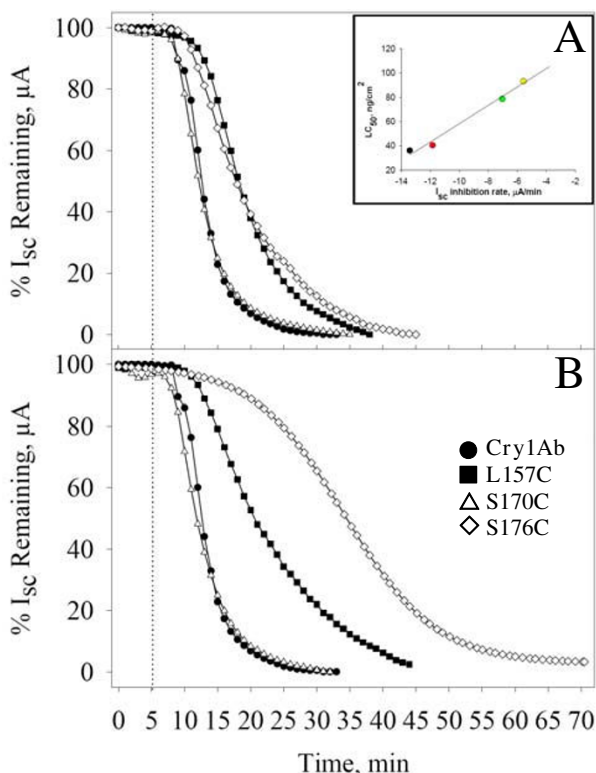 A
% I_SC Remaining, µA
100
80
60
40
20
0
LC50, ng/cm2
120
100
80
60
40
20
-14 -12 -10 -8 -6 -4 -2
ISC inhibition rate, µA/min
B
% I_SC Remaining, µA
100
80
60
40
20
0
Cry1Ab
L157C
S170C
S176C
0 5 10 15 20 25 30 35 40 45 50 55 60 65 70
Time, min